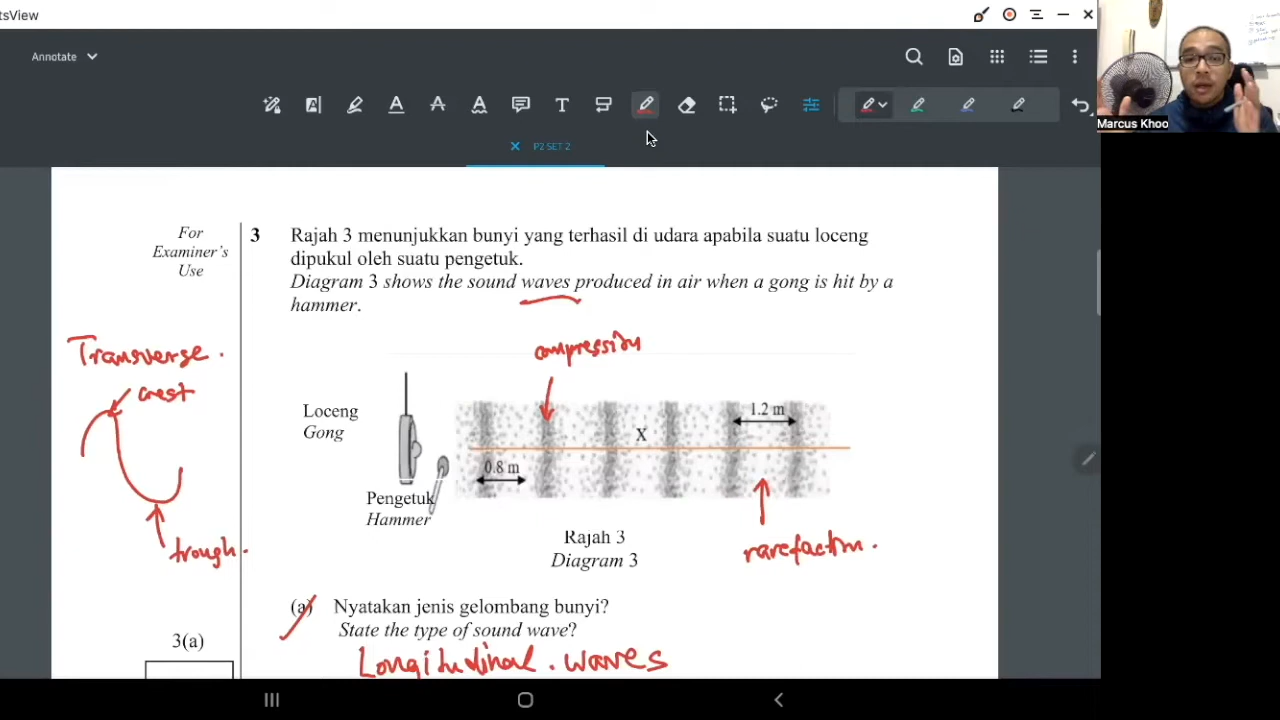 tsView
Annotate
Marcus Khoo
P2 SET 2
For
Examiner's
Use
3 Rajah 3 menunjukkan bunyi yang terhasil di udara apabila suatu loceng
dipukul oleh suatu pengetuk.
Diagram 3 shows the sound waves produced in air when a gong is hit by a
hammer.
Transverse.
crest
trough.
compression
Loceng
Gong
1.2 m
X
0.8 m
Pengetuk
Hammer
rarefaction.
Rajah 3
Diagram 3
(a) Nyatakan jenis gelombang bunyi?
State the type of sound wave?
3(a)
Longitudinal. waves